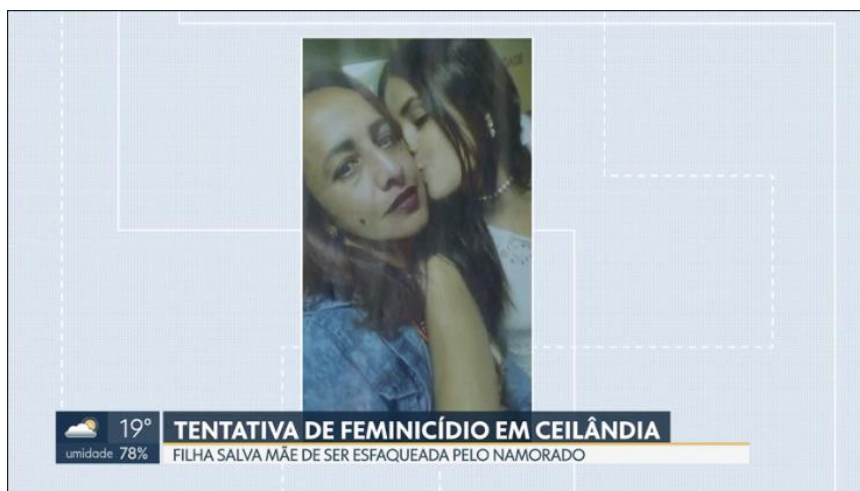 19°
TENTATIVA DE FEMINICÍDIO EM CEILÂNDIA
umidade 78%
FILHA SALVA MÃE DE SER ESFAQUEADA PELO NAMORADO